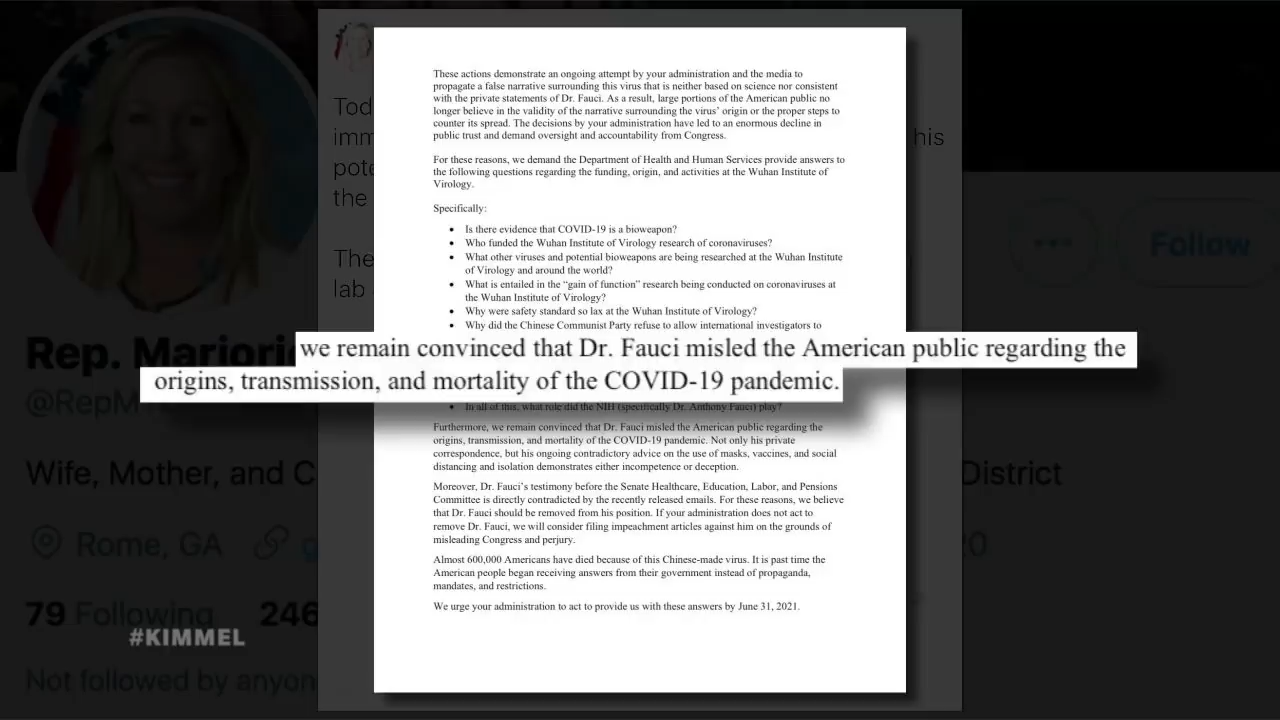 These actions demonstrate an ongoing attempt by your administration and the media to
propagate a false narrative surrounding this virus that is neither based on science nor consistent
with the private statements of Dr. Fauci. As a result, large portions of the American public no
longer believe in the validity of the narrative surrounding the virus' origin or the proper steps to
counter its spread. The decisions by your administration have led to an enormous decline in
public trust and demand oversight and accountability from Congress.
For these reasons, we demand the Department of Health and Human Services provide answers to
the following questions regarding the funding, origin, and activities at the Wuhan Institute of
Virology.
Specifically:
• Is there evidence that COVID-19 is a bioweapon?
• Who funded the Wuhan Institute of Virology research of coronaviruses?
• What other viruses and potential bioweapons are being researched at the Wuhan Institute
of Virology and around the world?
• What is entailed in the “gain of function” research being conducted on coronaviruses at
the Wuhan Institute of Virology?
• Why were safety standard so lax at the Wuhan Institute of Virology?
• Why did the Chinese Communist Party refuse to allow international investigators to
we remain convinced that Dr. Fauci misled the American public regarding the
origins, transmission, and mortality of the COVID-19 pandemic.
• In all of this, what role did the NIH (specifically Dr. Anthony Fauci) play?
Furthermore, we remain convinced that Dr. Fauci misled the American public regarding the
origins, transmission, and mortality of the COVID-19 pandemic. Not only his private
correspondence, but his ongoing contradictory advice on the use of masks, vaccines, and social
distancing and isolation demonstrates either incompetence or deception.
Moreover, Dr. Fauci's testimony before the Senate Healthcare, Education, Labor, and Pensions
Committee is directly contradicted by the recently released emails. For these reasons, we believe
that Dr. Fauci should be removed from his position. If your administration does not act to
remove Dr. Fauci, we will consider filing impeachment articles against him on the grounds of
misleading Congress and perjury.
Almost 600,000 Americans have died because of this Chinese-made virus. It is past time the
American people began receiving answers from their government instead of propaganda,
mandates, and restrictions.
We urge your administration to act to provide us with these answers by June 31, 2021.
his
the
The
lab
Follow
Rep.
@RepM
Wife, Mother, and
District
Rome, GA
79 Following 246
#KIMMEL
Not followed by